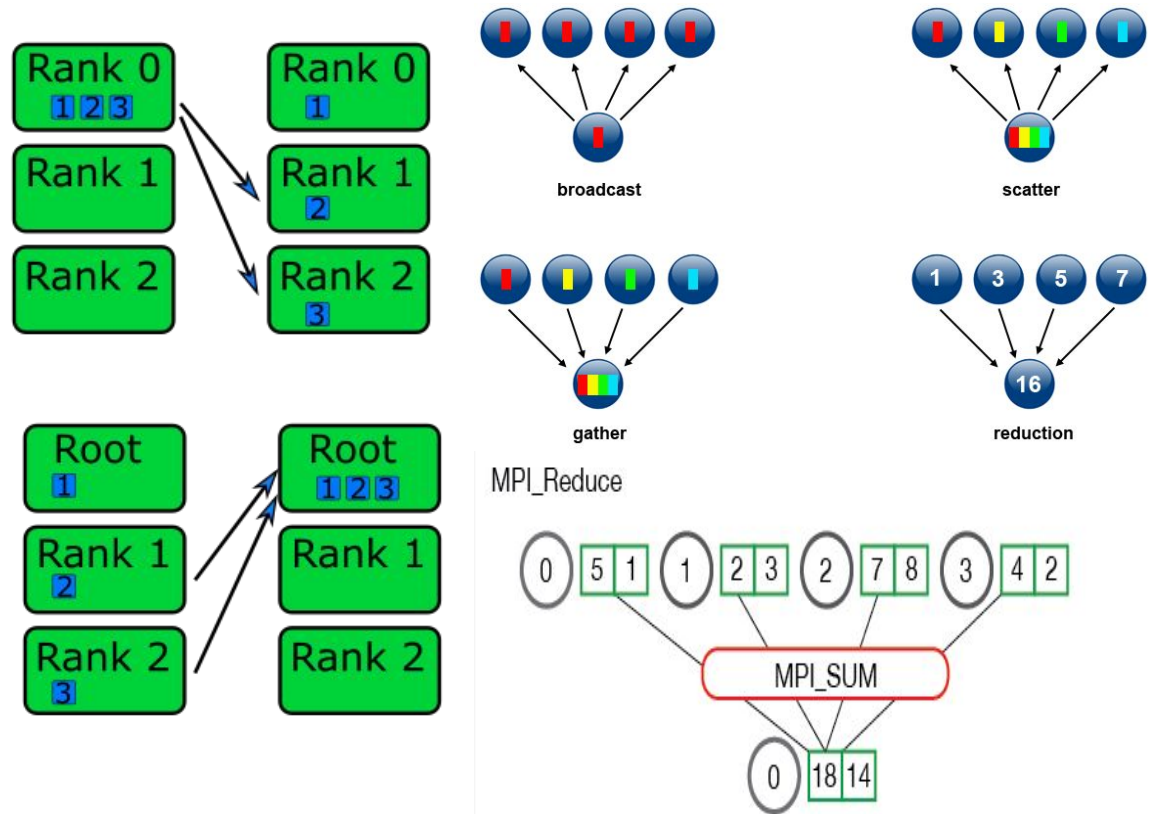 Rank 0
1 2 3
Rank 1
Rank 2
Rank 0
1
Rank 1
2
Rank 2
3
broadcast
scatter
gather
1 3 5 7
16
reduction
Root
1
Rank 1
2
Rank 2
3
Root
1 2 3
Rank 1
Rank 2
MPI_Reduce
0 5 1 1 2 3 2 7 8 3 4 2
MPI_SUM
0 18 14